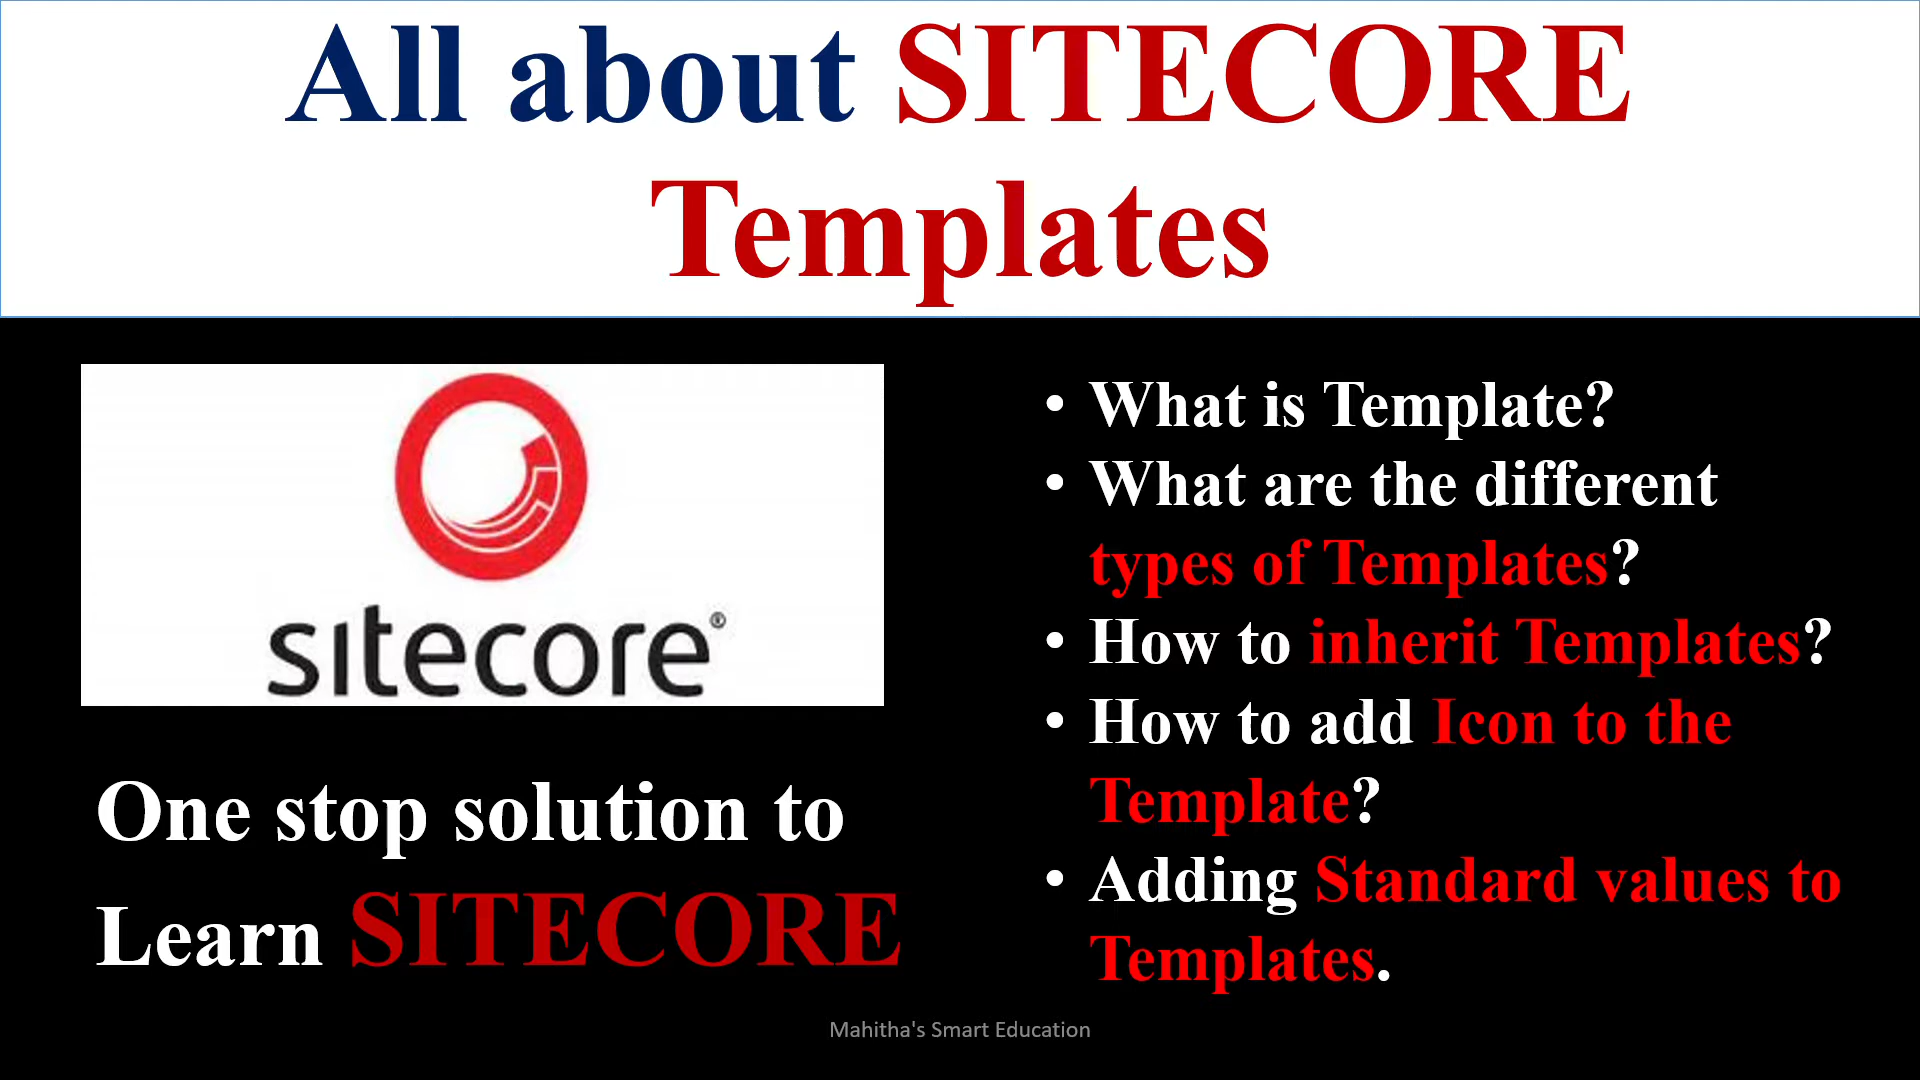 All about SITECORE
Templates
sitecore®
One stop solution to
Learn SITECORE
• What is Template?
• What are the different
types of Templates?
• How to inherit Templates?
• How to add Icon to the
Template?
• Adding Standard values to
Templates.
Mahitha's Smart Education